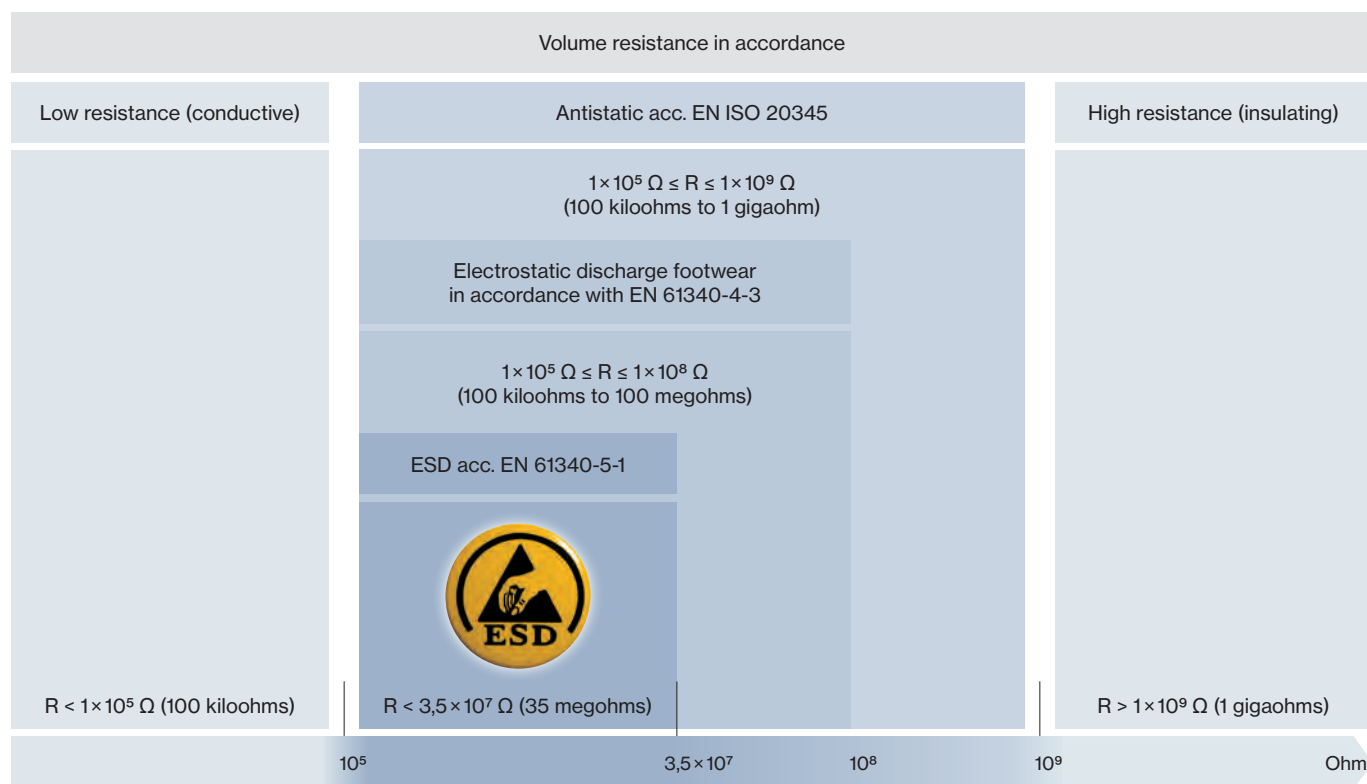 Volume resistance in accordance
Low resistance (conductive)
Antistatic acc. EN ISO 20345
High resistance (insulating)
1×10⁵ Ω ≤ R ≤ 1×10⁹ Ω
(100 kiloohms to 1 gigaohm)
Electrostatic discharge footwear
in accordance with EN 61340-4-3
1×10⁵ Ω ≤ R ≤ 1×10⁸ Ω
(100 kiloohms to 100 megohms)
ESD acc. EN 61340-5-1
ESD
R < 1×10⁵ Ω (100 kiloohms)
R < 3,5×10⁷ Ω (35 megohms)
R > 1×10⁹ Ω (1 gigaohms)
10⁵
3,5×10⁷
10⁸
10⁹
Ohm